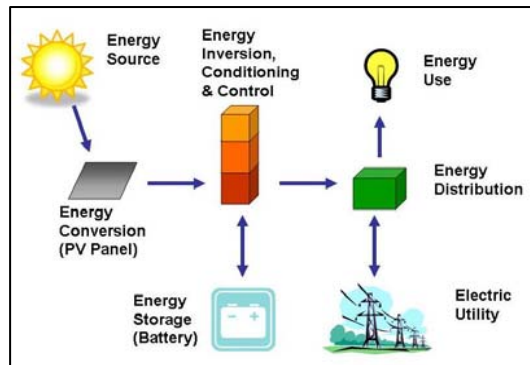 Energy
Source
Energy
Inversion,
Conditioning
& Control
Energy
Use
Energy
Conversion
(PV Panel)
Energy
Distribution
Energy
Storage
(Battery)
Electric
Utility